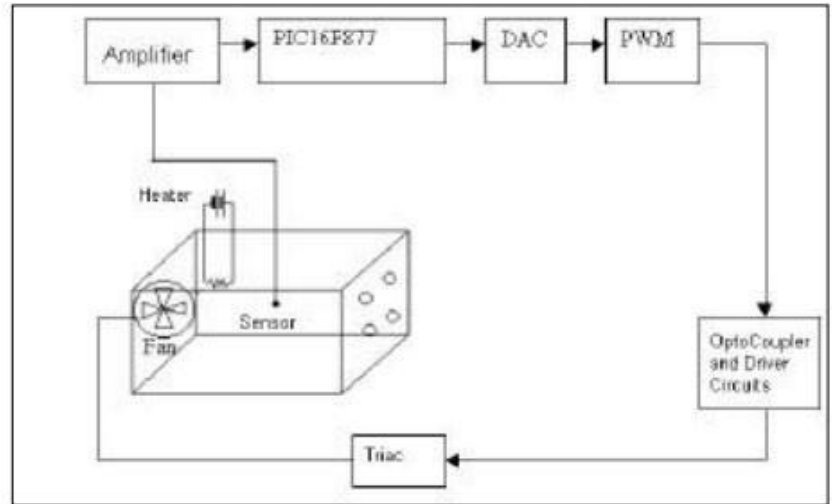 Amplifier
PIC16F877
DAC
PWM
Heater
Sensor
Fan
OptoCoupler
and Driver
Circuits
Triac